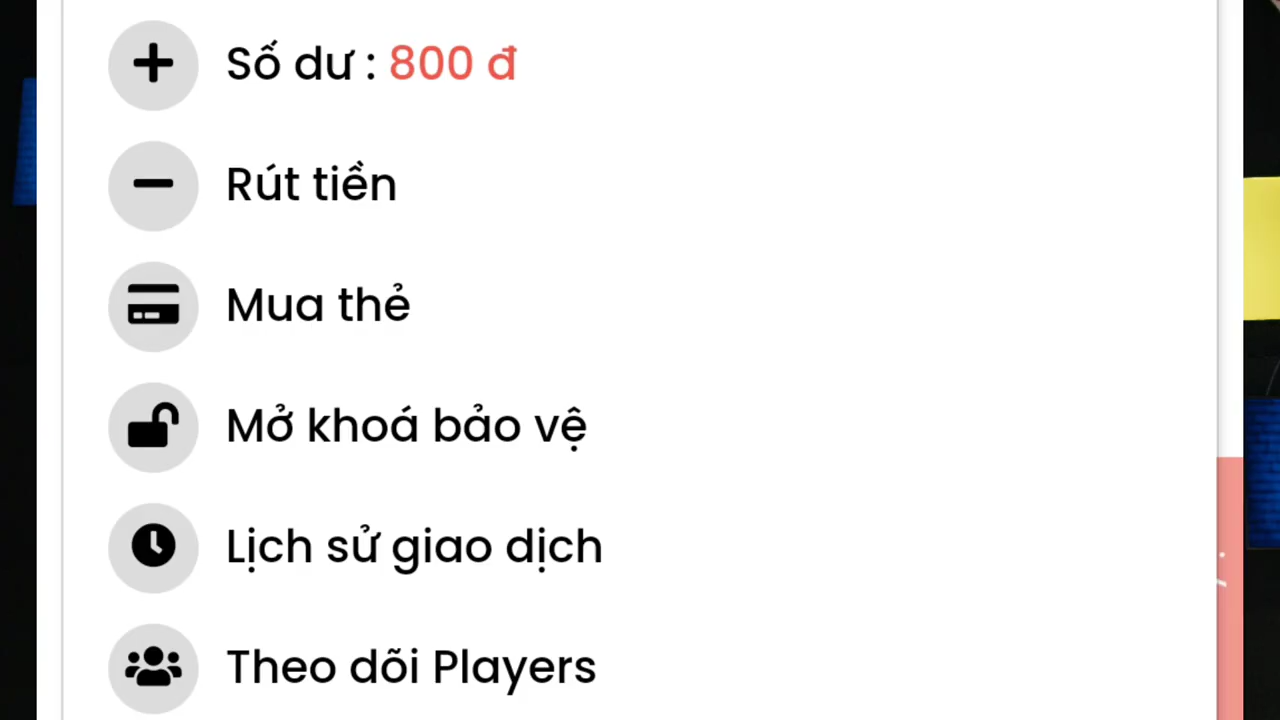 Số dư : 800 đ
Rút tiền
Mua thẻ
Mở khoá bảo vệ
Lịch sử giao dịch
Theo dõi Players